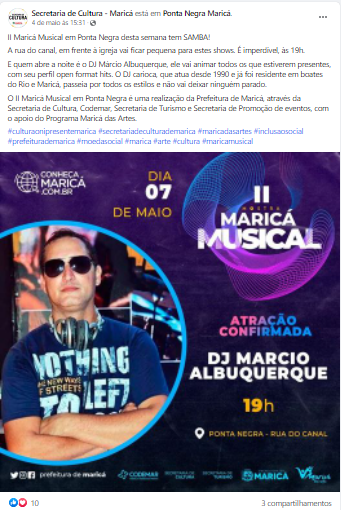 Secretaria de Cultura - Maricá está em Ponta Negra Maricá.
4 de maio às 15:31
II Maricá Musical em Ponta Negra desta semana tem SAMBA!
A rua do canal, em frente à igreja vai ficar pequena para estes shows. É imperdível, às 19h.
E quem abre a noite é o DJ Márcio Albuquerque, ele vai animar todos os que estiverem presentes,
com seu perfil open format hits. O DJ carioca, que atua desde 1990 e já foi residente em boates
do Rio e Maricá, passeia por todos os estilos e não vai deixar ninguém parado.
O II Maricá Musical em Ponta Negra é uma realização da Prefeitura de Maricá, através da
Secretaria de Cultura, Codemar, Secretaria de Turismo e Secretaria de Promoção de eventos, com
o apoio do Programa Maricá das Artes.
#culturaonipresentemarica #secretariadeculturademarica #maricadasartes #inclusaosocial
#prefeiturademarica #moedasocial #marica #arte #cultura #maricamusical
CONHEÇA
MARICÁ
.COM.BR
DIA
07
DE MAIO
II
MOSTRA
MARICÁ
MUSICAL
ATRAÇÃO
CONFIRMADA
DJ MARCIO
ALBUQUERQUE
19h
PONTA NEGRA - RUA DO CANAL
NOTHING
NEW WAVE
STREETS
TO LEFT
prefeitura de maricá
CODEMAR
SECRETARIA DE
CULTURA
SECRETARIA DE
TURISMO
MARICÁ
10
3 compartilhamentos